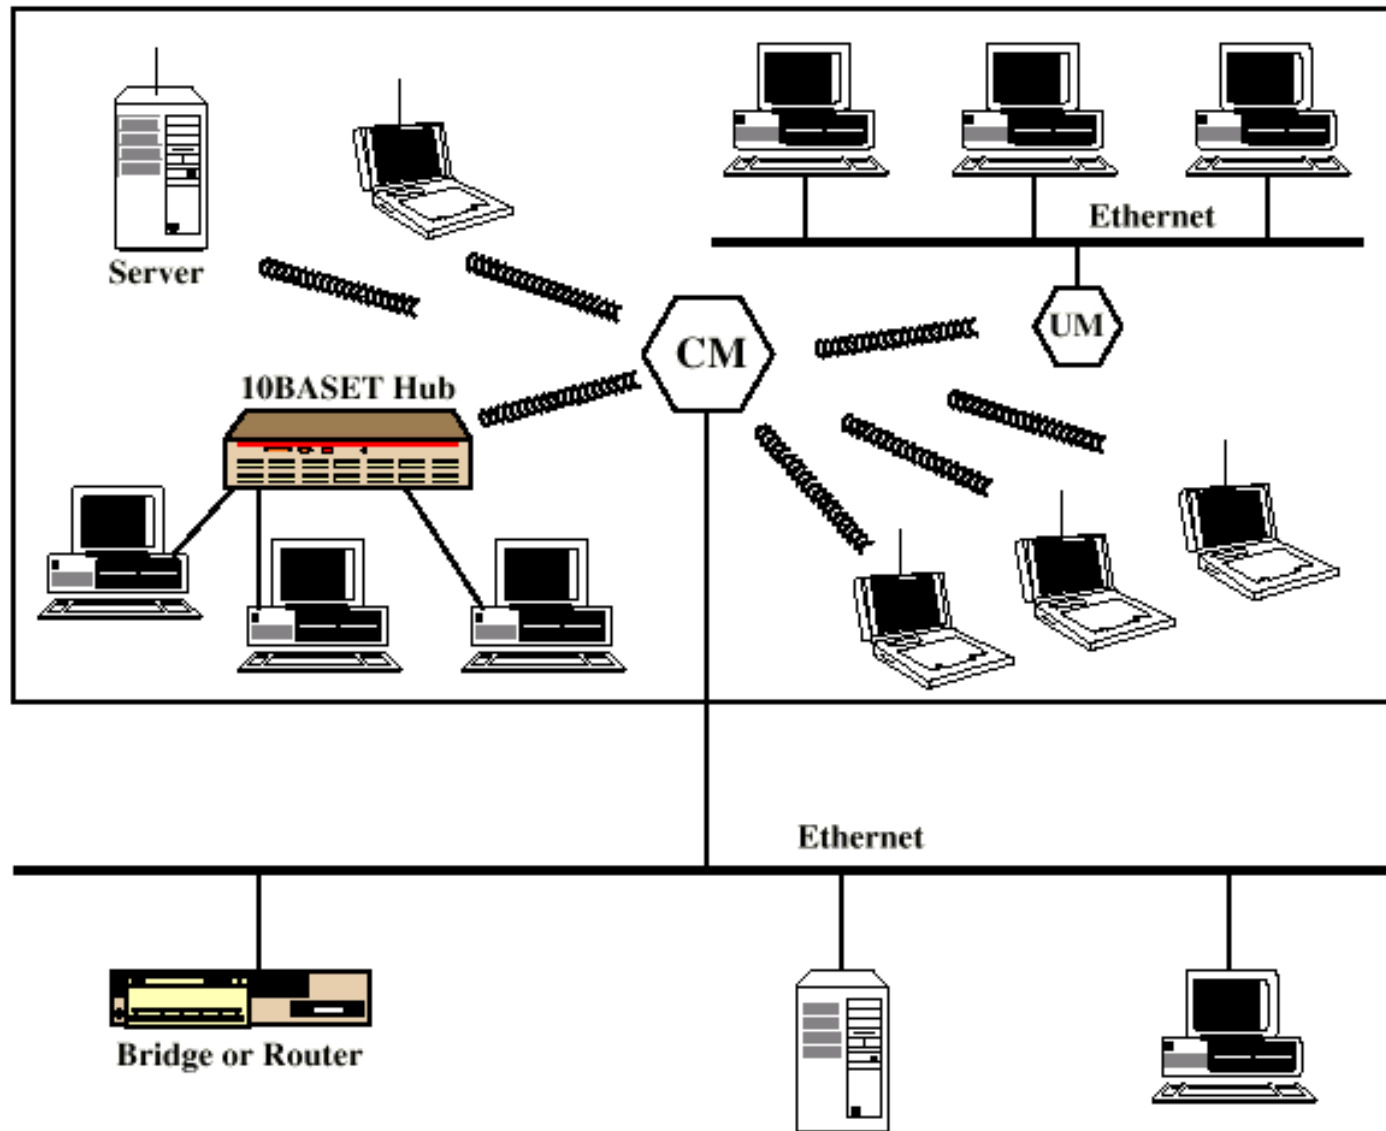 Ethernet
Server
UM
CM
10BASET Hub
Ethernet
Bridge or Router